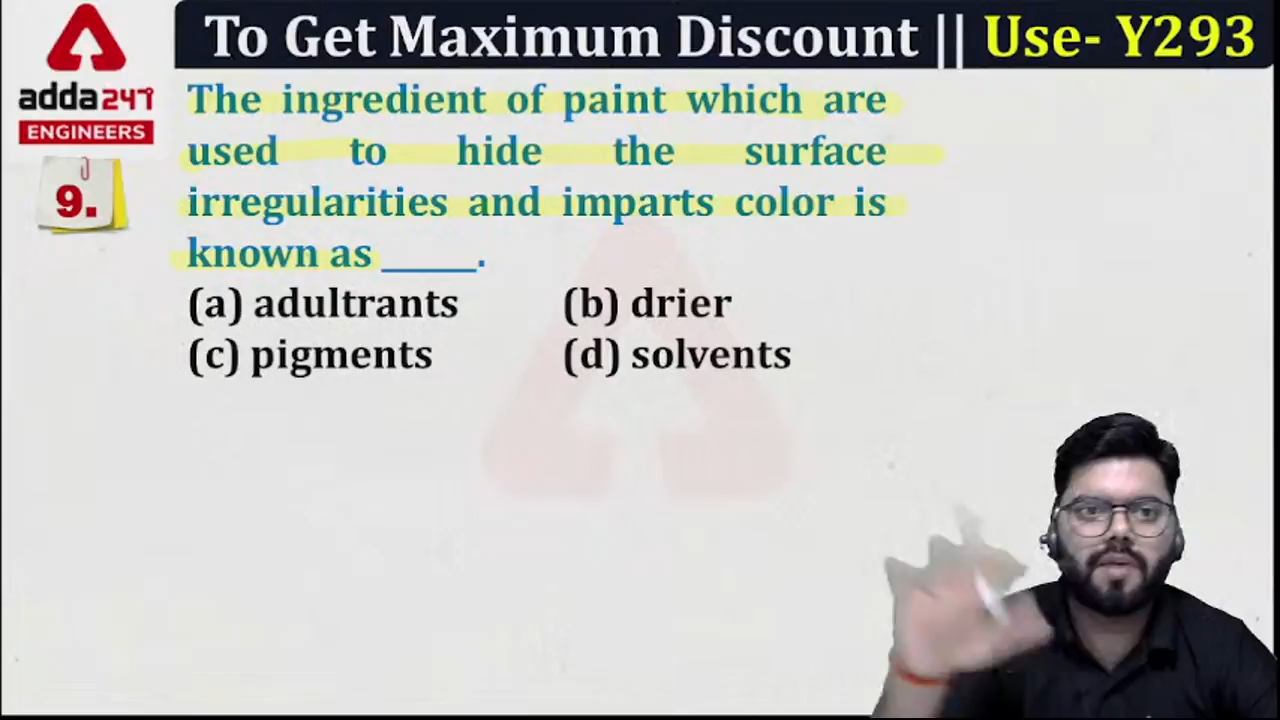 To Get Maximum Discount || Use- Y293
adda247
ENGINEERS
9.
The ingredient of paint which are
used to hide the surface
irregularities and imparts color is
known as ______.
(a) adultrants (b) drier
(c) pigments (d) solvents